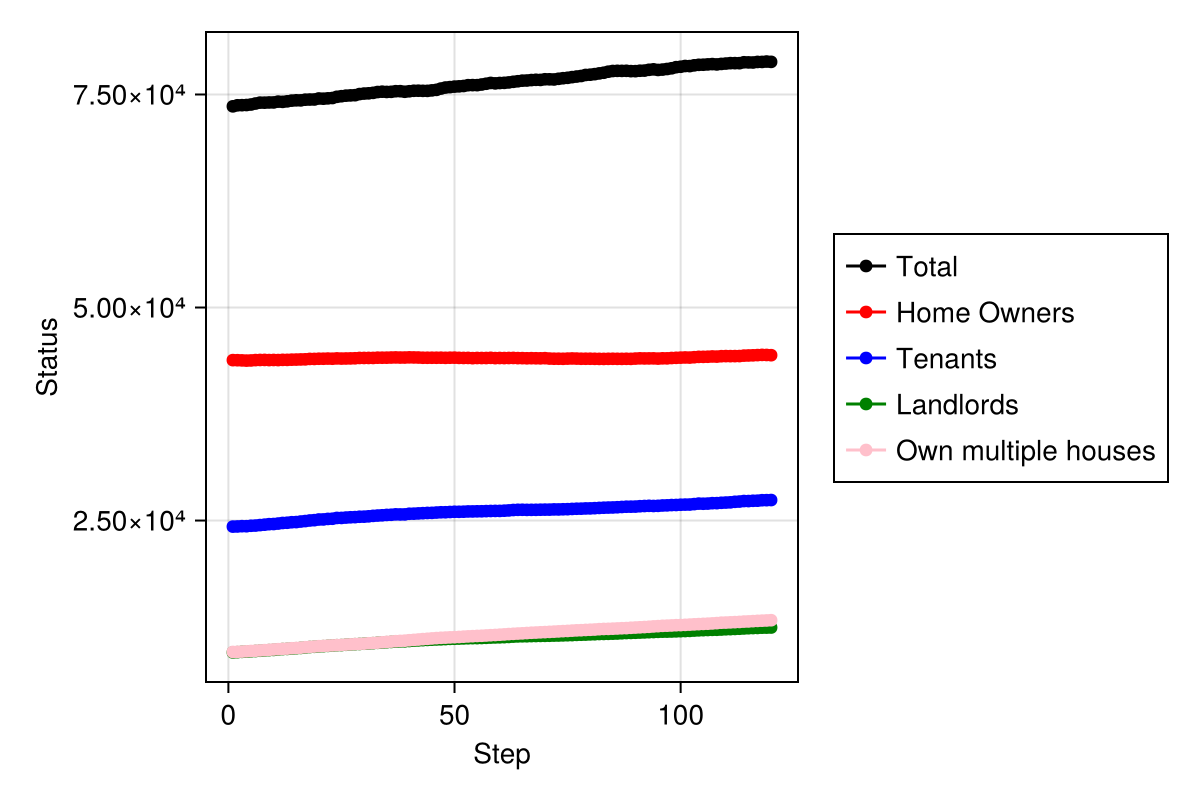 7.50×10⁴
5.00×10⁴
2.50×10⁴
Status
0 50 100
Step
Total
Home Owners
Tenants
Landlords
Own multiple houses